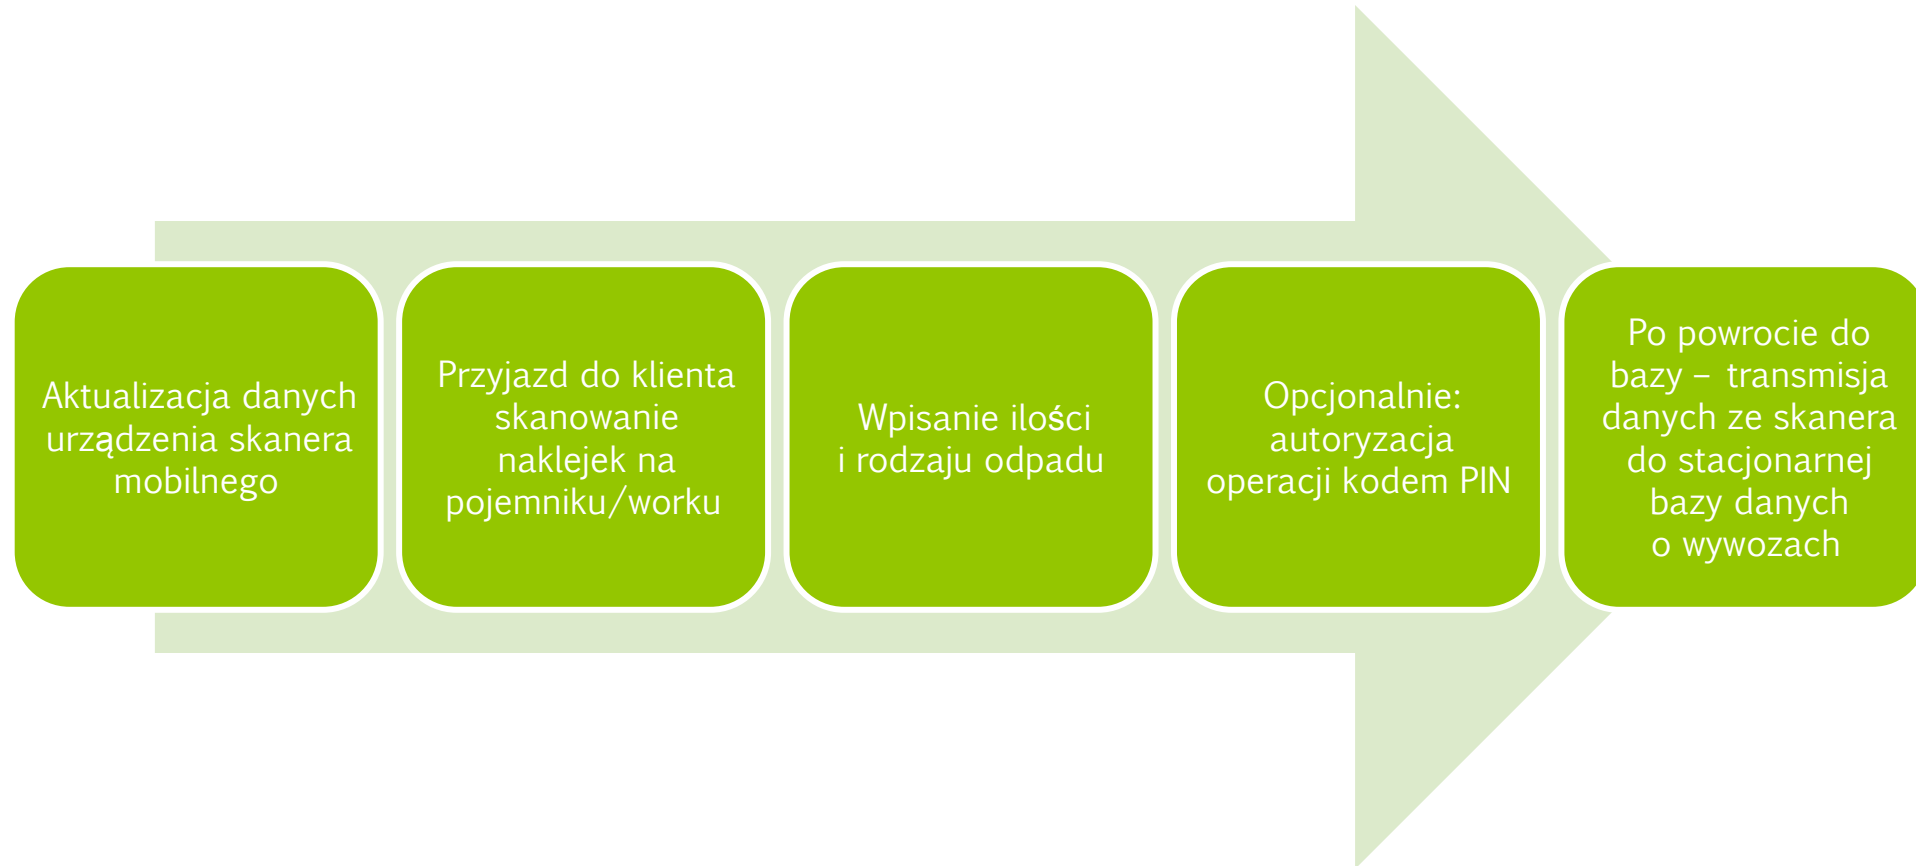 Aktualizacja danych
urządzenia skanera
mobilnego
Przyjazd do klienta
skanowanie
naklejek na
pojemniku/worku
Wpisanie ilości
i rodzaju odpadu
Opcjonalnie:
autoryzacja
operacji kodem PIN
Po powrocie do
bazy – transmisja
danych ze skanera
do stacjonarnej
bazy danych
o wywozach